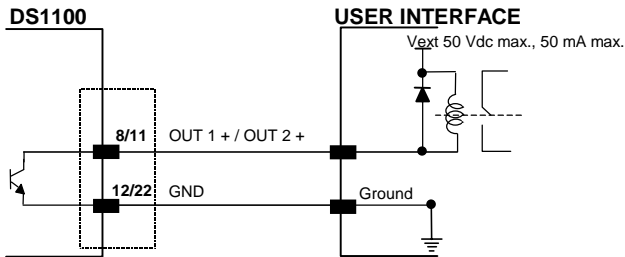 DS1100
USER INTERFACE
Vext 50 Vdc max., 50 mA max.
8/11 OUT 1 + / OUT 2 +
12/22 GND Ground